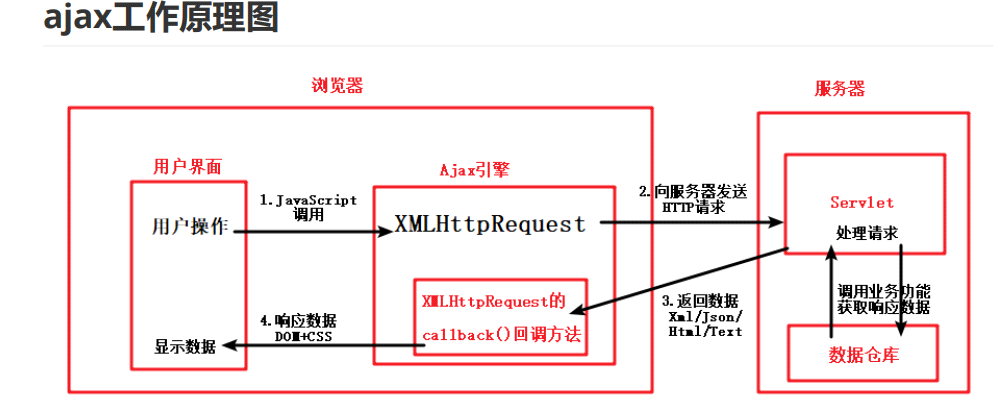 ajax工作原理图
浏览器
服务器
用户界面
Ajax引擎
用户操作
1.JavaScript
调用
XMLHttpRequest
2.向服务器发送
HTTP请求
Servlet
处理请求
XMLHttpRequest的
callback()回调方法
3.返回数据
Xml/Json/
Html/Text
调用业务功能
获取响应数据
4.响应数据
DOM+CSS
显示数据
数据仓库